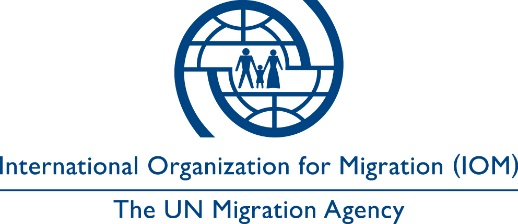 International Organization for Migration (IOM)
The UN Migration Agency